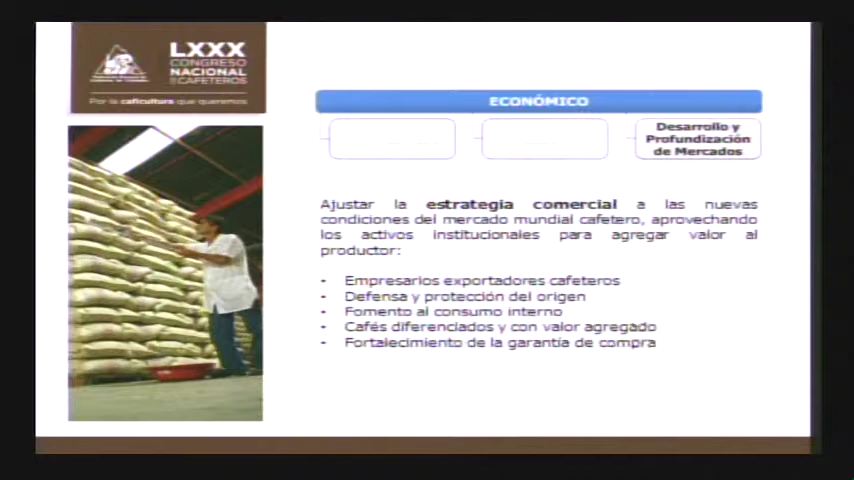 LXXX
CONGRESO
NACIONAL
DE CAFETEROS
Por la caficultura que queremos
ECONÓMICO
Desarrollo y
Profundización
de Mercados
Ajustar la estrategia comercial a las nuevas
condiciones del mercado mundial cafetero, aprovechando
los activos institucionales para agregar valor al
productor:
- Empresarios exportadores cafeteros
- Defensa y protección del origen
- Fomento al consumo interno
- Cafés diferenciados y con valor agregado
- Fortalecimiento de la garantía de compra